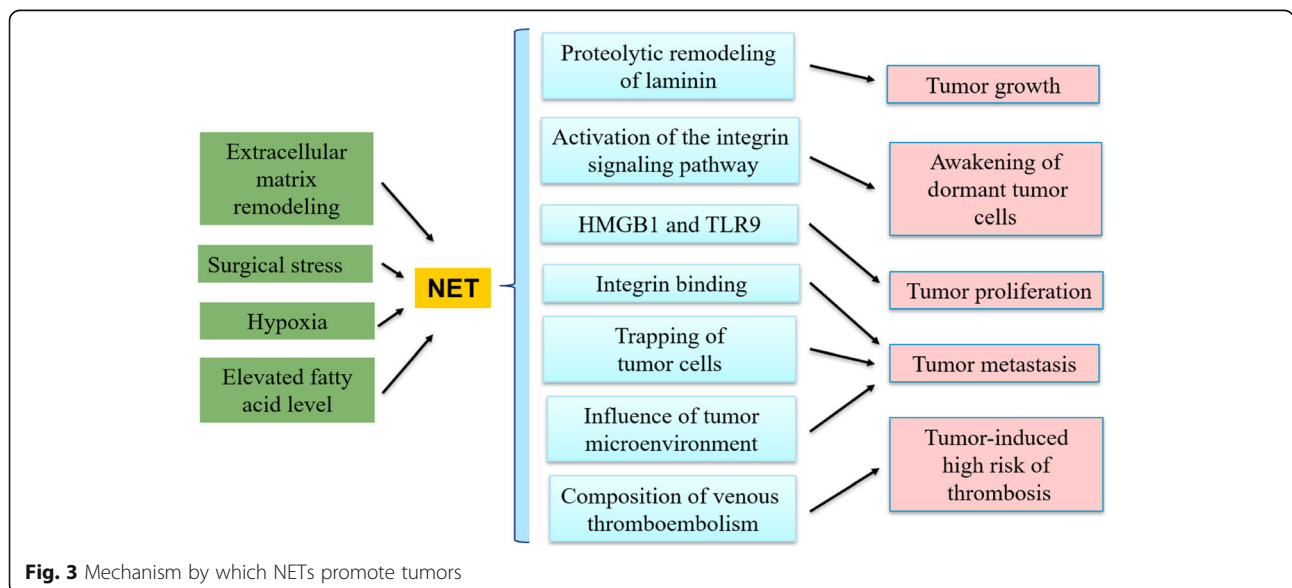 Extracellular
matrix
remodeling
Surgical stress
Hypoxia
Elevated fatty
acid level
NET
Proteolytic remodeling
of laminin
Activation of the integrin
signaling pathway
HMGB1 and TLR9
Integrin binding
Trapping of
tumor cells
Influence of tumor
microenvironment
Composition of venous
thromboembolism
Tumor growth
Awakening of
dormant tumor
cells
Tumor proliferation
Tumor metastasis
Tumor-induced
high risk of
thrombosis
Fig. 3 Mechanism by which NETs promote tumors